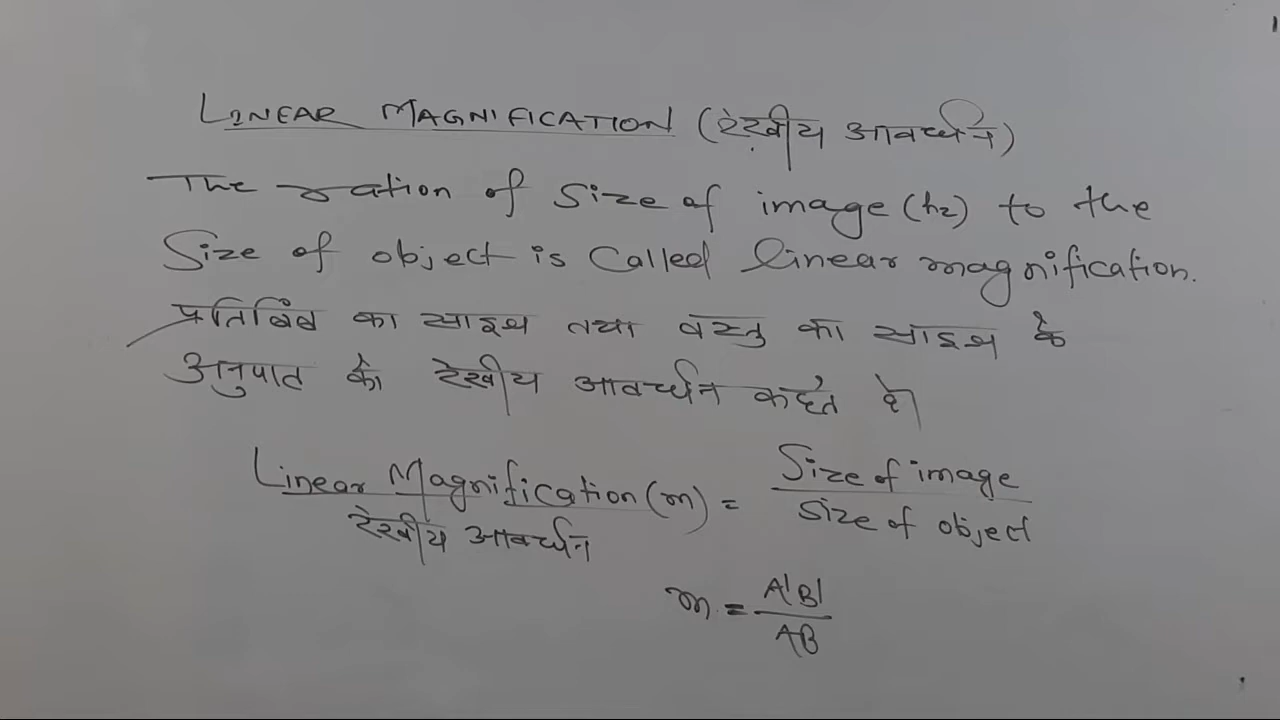 LINEAR MAGNIFICATION (रेखीय आवर्धन)
The ration of size of image (h2) to the
Size of object is Called linear magnification.
प्रतिबिंब का साइज तथा वस्तु का साइज के
अनुपात को रेखीय आवर्धन कहते है।
Linear Magnification (m) = Size of image
size of object
रेखीय आवर्धन
m = A'B'
AB